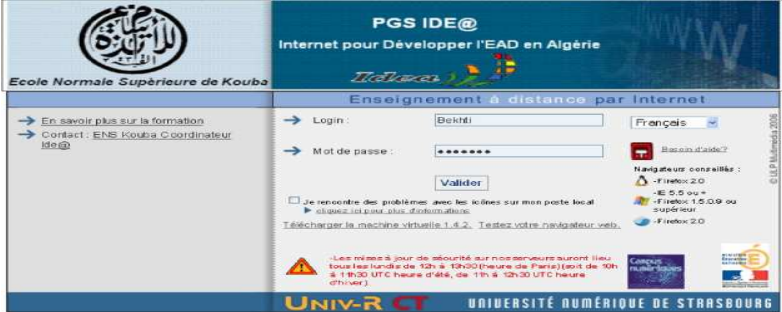 PGS IDE@
Internet pour Développer l'EAD en Algérie
Idea
Ecole Normale Supèrieure de Kouba
Enseignement à distance par Internet
En savoir plus sur la formation
Contact : ENS Kouba Coordinateur
Ide@
Login :
Bekhti
Français
Mot de passe :
•••••••
Besoin d'aide?
Valider
Navigateurs conseillés :
-Firefox 2.0
-IE 5.5 ou +
-Firefox 1.5.0.9 ou
supérieur
-Firefox 2.0
Je rencontre des problèmes avec les icônes sur mon poste local
cliquez ici pour plus d'informations
Télécharger la machine virtuelle 1.4.2. Testez votre navigateur web.
© ULP Multimédia 2006
-Les mises à jour de sécurité sur nos serveurs auront lieu
tous les lundis de 12h à 13h30(heure de Paris)(soit de 10h
à 11h30 UTC heure d'été, de 11h à 12h30 UTC heure
d'hiver)
Campus
numériques
UNIV-R CT
UNIVERSITÉ NUMÉRIQUE DE STRASBOURG